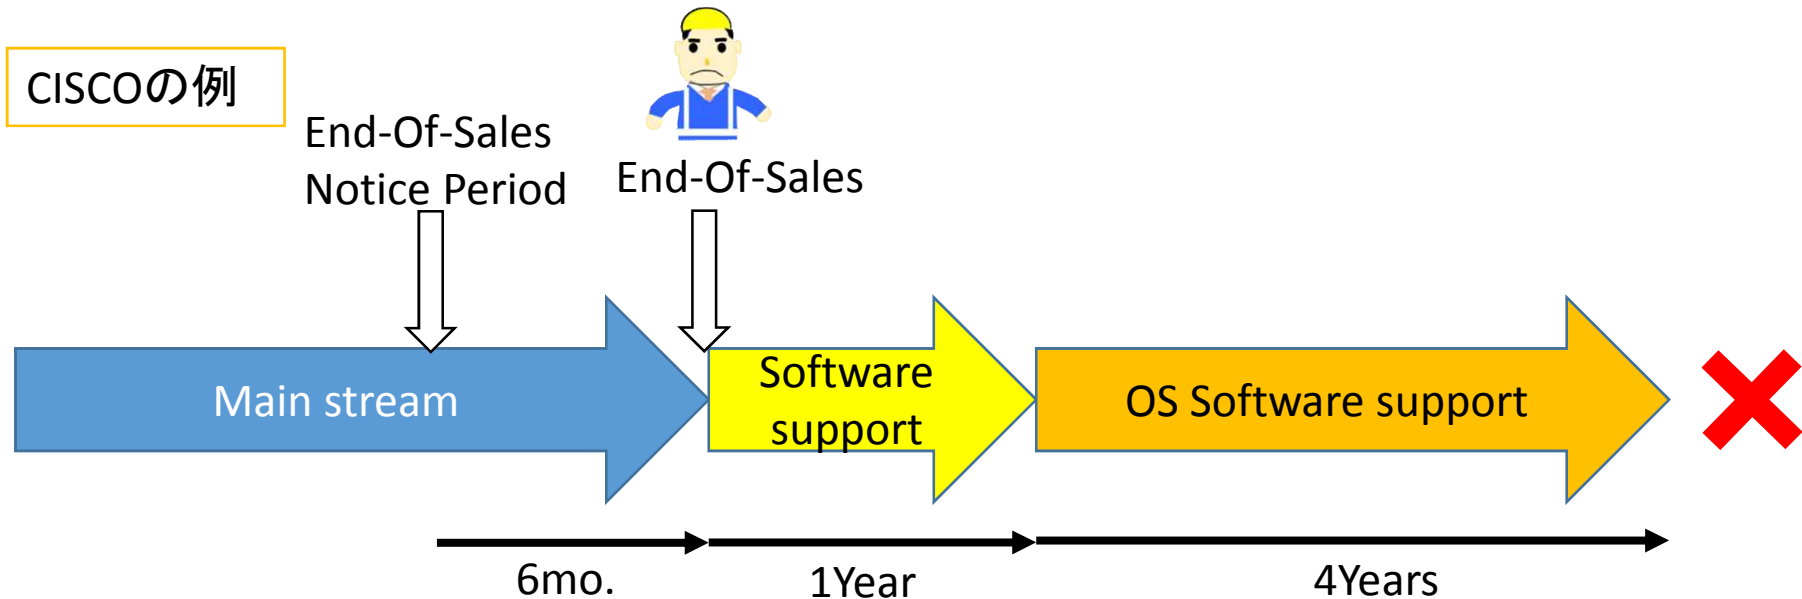 CISCOの例
End-Of-Sales
Notice Period
End-Of-Sales
Main stream
Software
support
OS Software support
6mo.
1Year
4Years